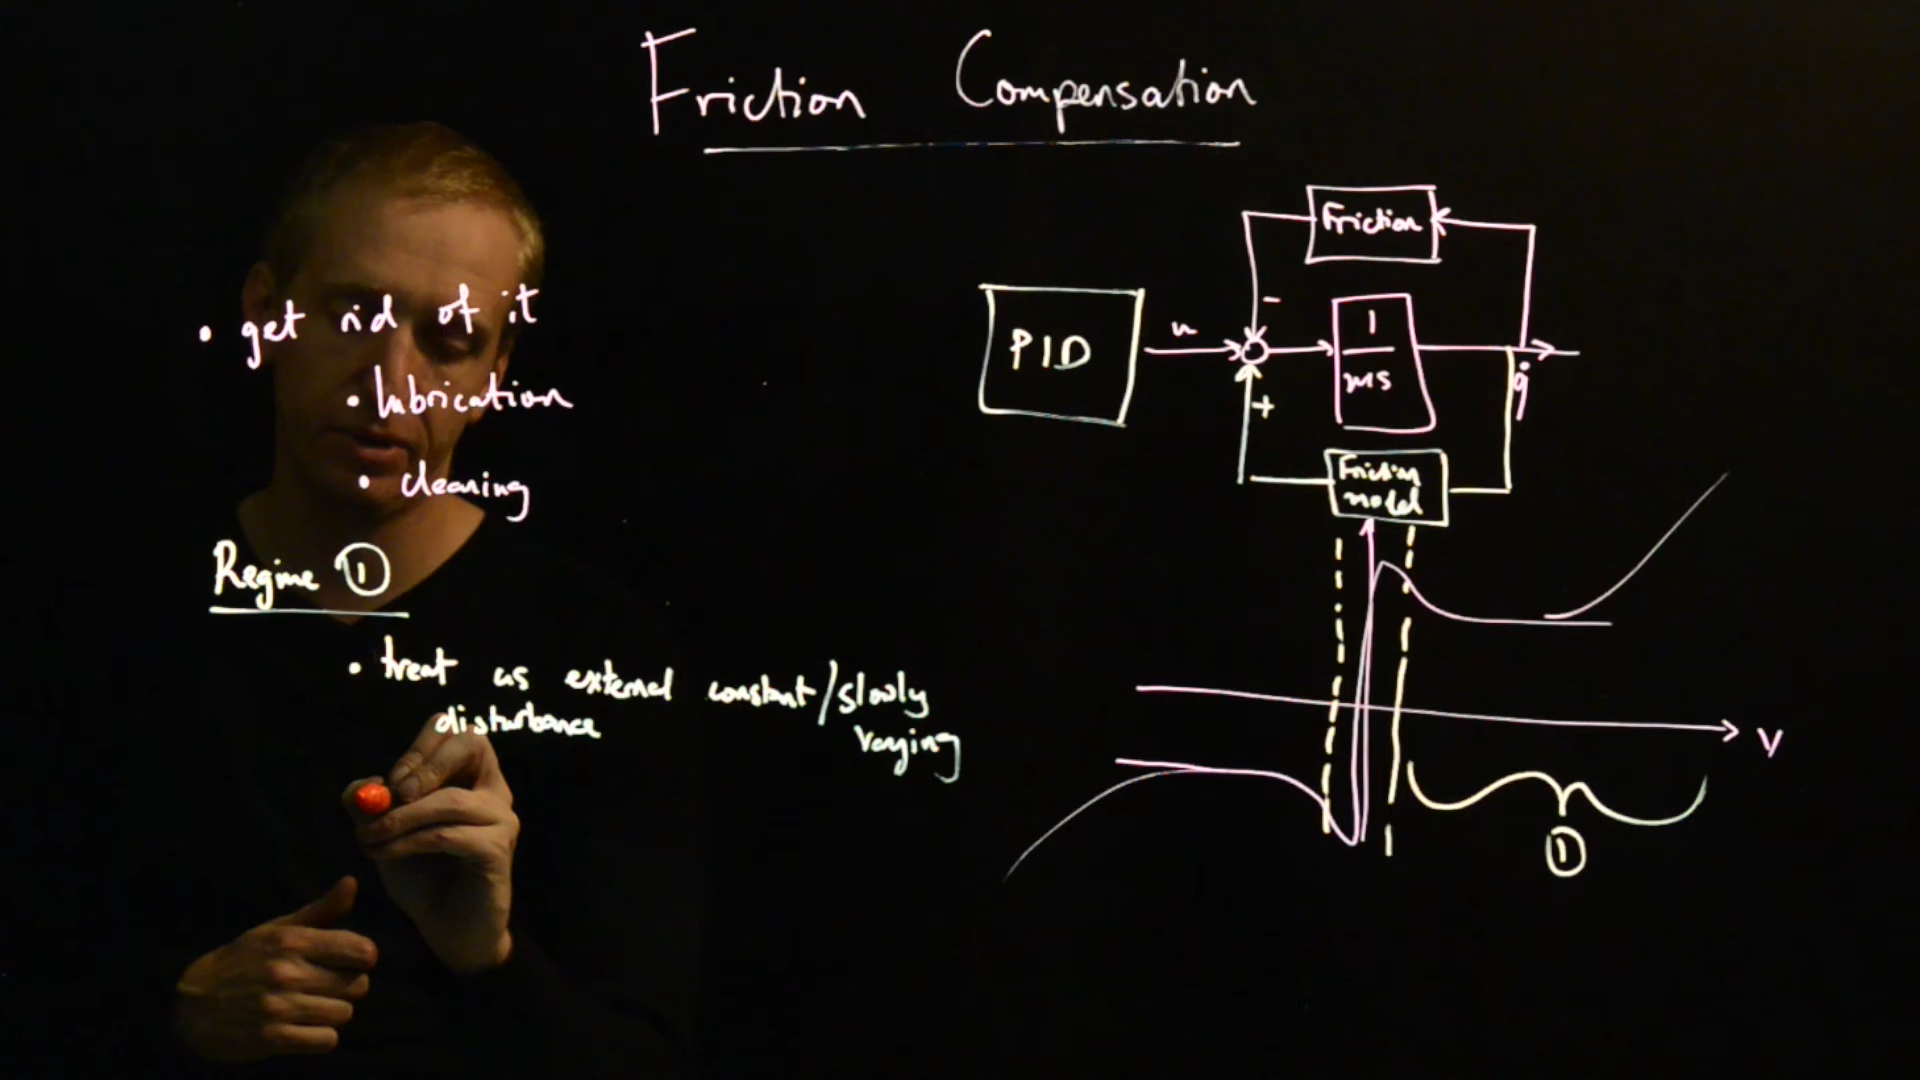 Friction Compensation
• get rid of it
• lubrication
• cleaning
Regime ①
• treat as external constant/slowly
disturbance varying
Friction
-
PID
u
1
ms
q̇
+
Friction
model
V
①